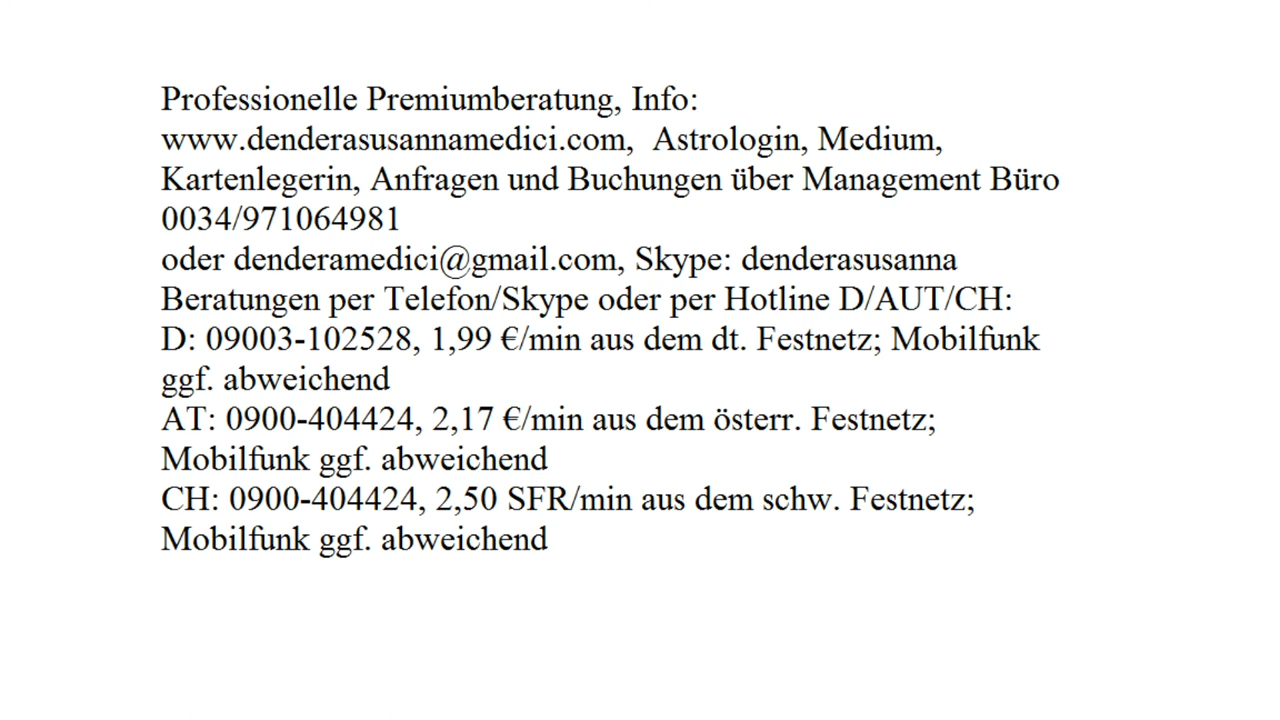 Professionelle Premiumberatung, Info:
www.denderasusannamedici.com,  Astrologin, Medium,
Kartenlegerin, Anfragen und Buchungen über Management Büro
0034/971064981
oder denderamedici@gmail.com, Skype: denderasusanna
Beratungen per Telefon/Skype oder per Hotline D/AUT/CH:
D: 09003-102528, 1,99 €/min aus dem dt. Festnetz; Mobilfunk
ggf. abweichend
AT: 0900-404424, 2,17 €/min aus dem österr. Festnetz;
Mobilfunk ggf. abweichend
CH: 0900-404424, 2,50 SFR/min aus dem schw. Festnetz;
Mobilfunk ggf. abweichend